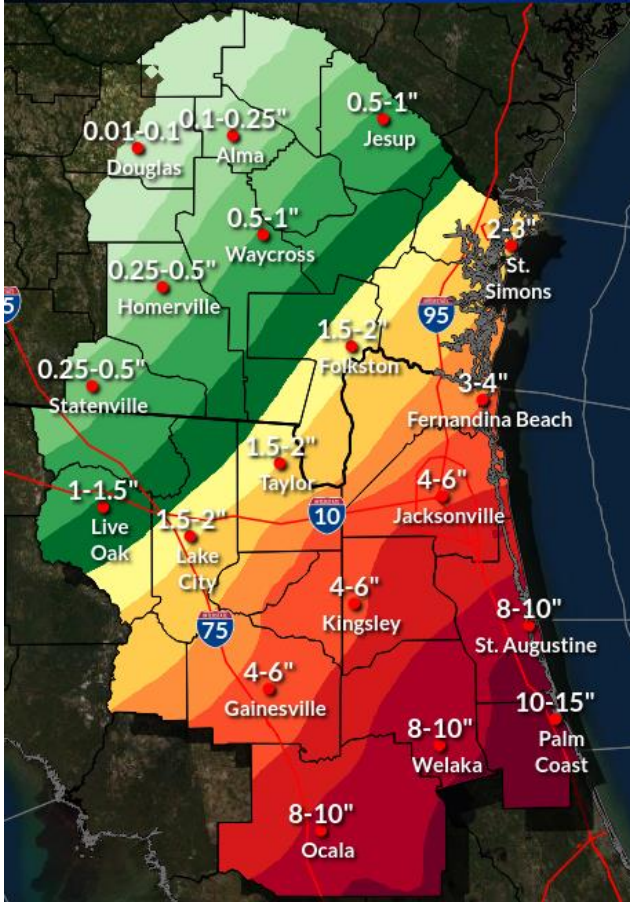 0.5-1"
Jesup
0.01-0.1"
Douglas
0.1-0.25"
Alma
0.5-1"
Waycross
2-3"
St.
Simons
0.25-0.5"
Homerville
5
95
1.5-2"
Folkston
0.25-0.5"
Statenville
3-4"
Fernandina Beach
1.5-2"
Taylor
4-6"
Jacksonville
1-1.5"
Live
Oak
10
1.5-2"
Lake
City
4-6"
Kingsley
75
8-10"
St. Augustine
4-6"
Gainesville
10-15"
Palm
Coast
8-10"
Welaka
8-10"
Ocala